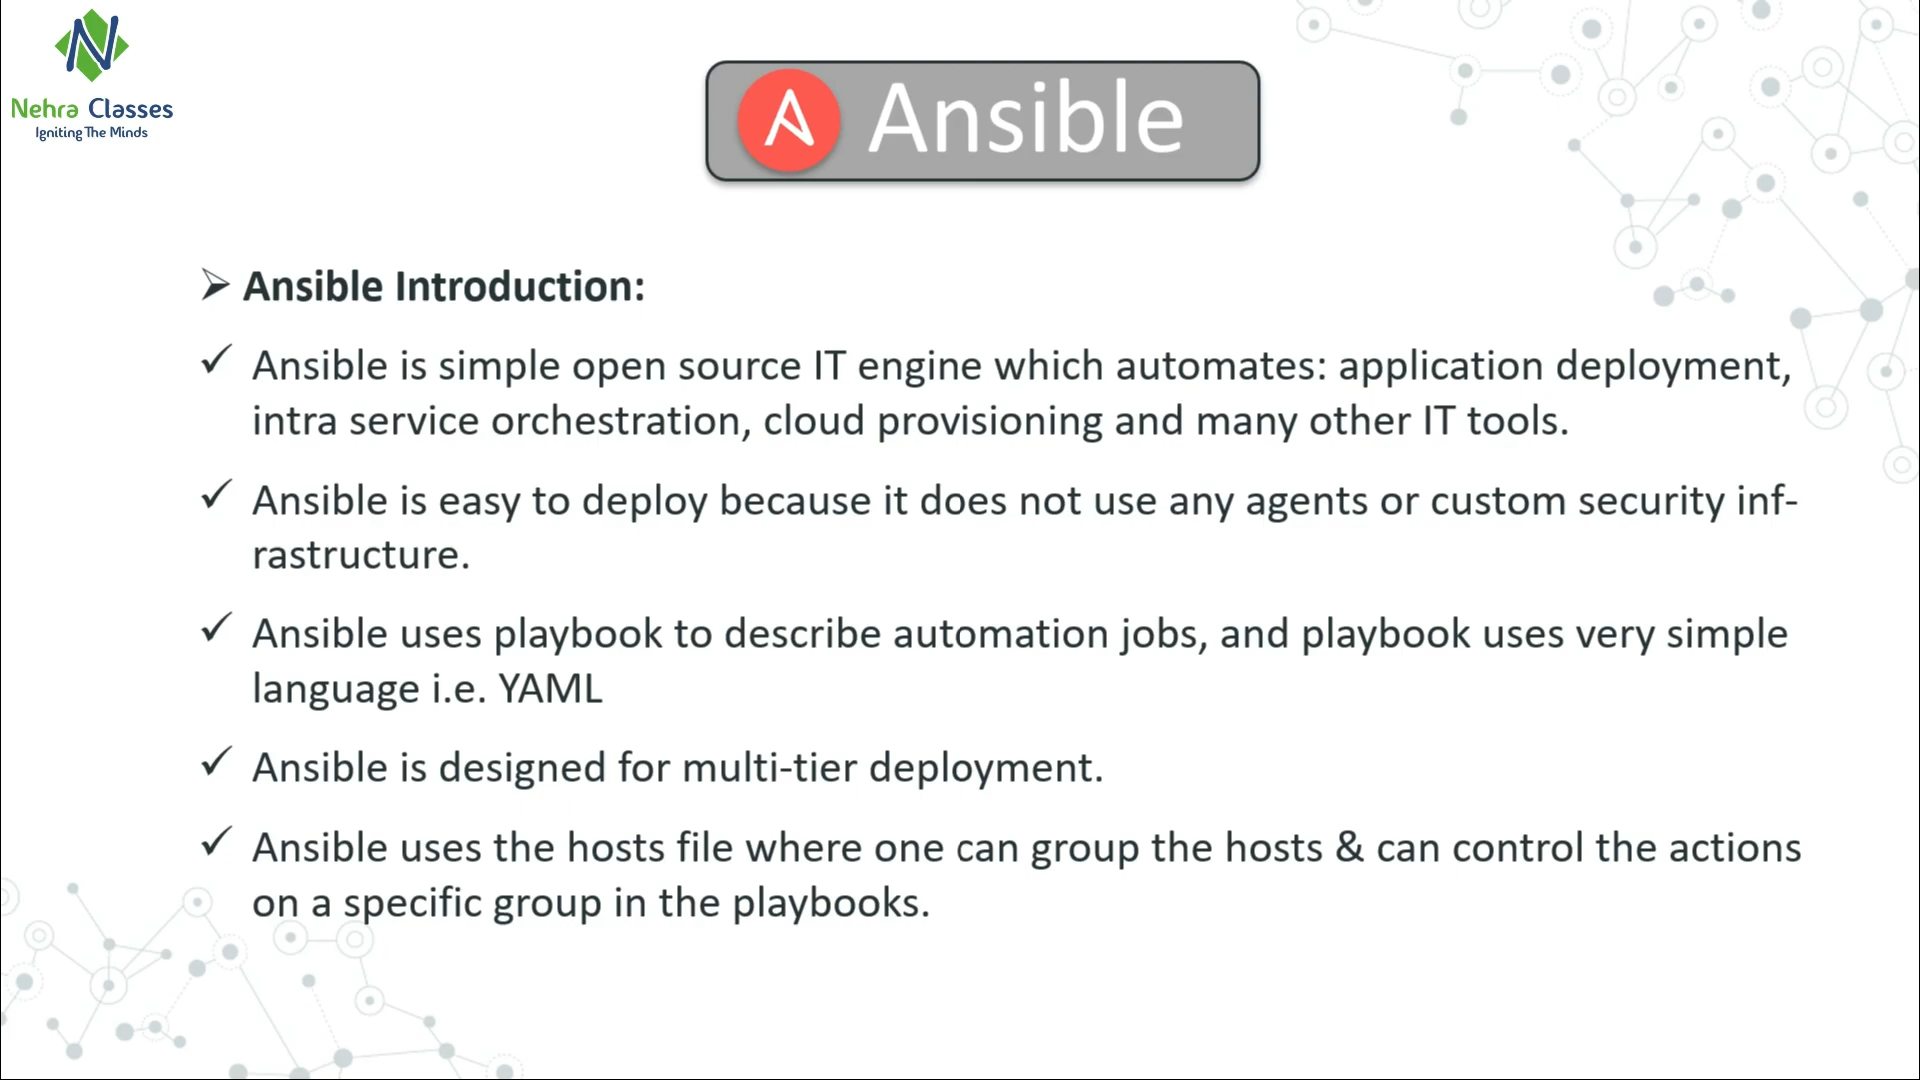 Nehra Classes
Igniting The Minds
Ansible
Ansible Introduction:
Ansible is simple open source IT engine which automates: application deployment,
intra service orchestration, cloud provisioning and many other IT tools.
Ansible is easy to deploy because it does not use any agents or custom security inf-
rastructure.
Ansible uses playbook to describe automation jobs, and playbook uses very simple
language i.e. YAML
Ansible is designed for multi-tier deployment.
Ansible uses the hosts file where one can group the hosts & can control the actions
on a specific group in the playbooks.